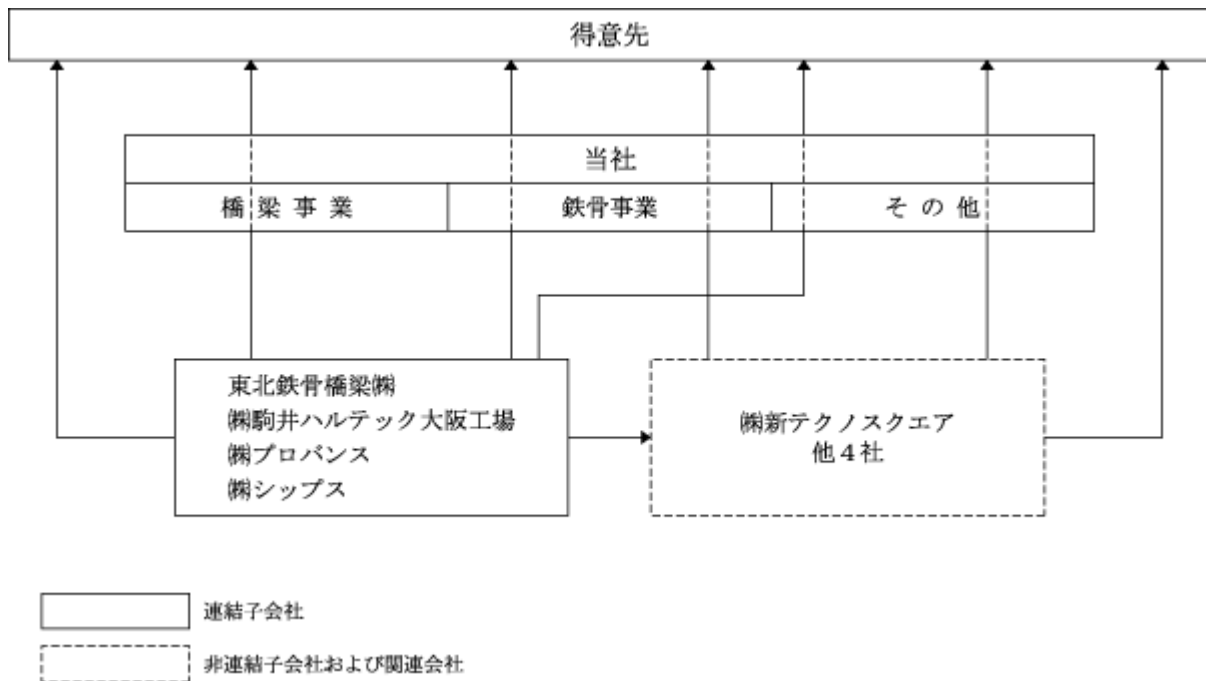 得意先
当社
橋梁事業
鉄骨事業
その他
東北鉄骨橋梁㈱
㈱駒井ハルテック大阪工場
㈱プロバンス
㈱シップス
㈱新テクノスクエア
他４社
連結子会社
非連結子会社および関連会社